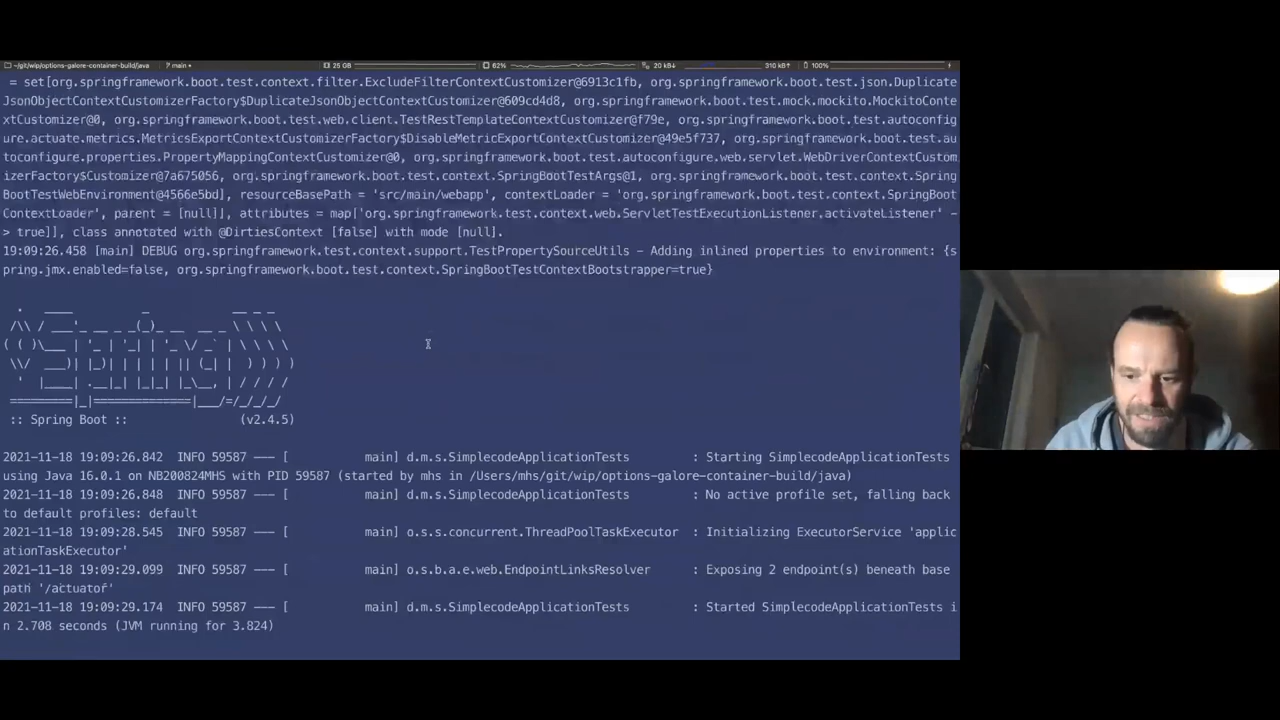 ~/git/wip/options-galore-container-build/java main + 25 GB 62% 20 kB↓ 310 kB↑ 100%
= set[org.springframework.boot.test.context.filter.ExcludeFilterContextCustomizer@6913c1fb, org.springframework.boot.test.json.Duplicate
JsonObjectContextCustomizerFactory$DuplicateJsonObjectContextCustomizer@609cd4d8, org.springframework.boot.test.mock.mockito.MockitoConte
xtCustomizer@0, org.springframework.boot.test.web.client.TestRestTemplateContextCustomizer@f79e, org.springframework.boot.test.autoconfig
ure.actuate.metrics.MetricsExportContextCustomizerFactory$DisableMetricExportContextCustomizer@49e5f737, org.springframework.boot.test.au
toconfigure.properties.PropertyMappingContextCustomizer@0, org.springframework.boot.test.autoconfigure.web.servlet.WebDriverContextCustom
izerFactory$Customizer@7a675056, org.springframework.boot.test.context.SpringBootTestArgs@1, org.springframework.boot.test.context.Spring
BootTestWebEnvironment@4566e5bd], resourceBasePath = 'src/main/webapp', contextLoader = 'org.springframework.boot.test.context.SpringBoot
ContextLoader', parent = [null]], attributes = map['org.springframework.test.context.web.ServletTestExecutionListener.activateListener' -
> true]], class annotated with @DirtiesContext [false] with mode [null].
19:09:26.458 [main] DEBUG org.springframework.test.context.support.TestPropertySourceUtils - Adding inlined properties to environment: {s
pring.jmx.enabled=false, org.springframework.boot.test.context.SpringBootTestContextBootstrapper=true}
Spring
:: Spring Boot :: (v2.4.5)
2021-11-18 19:09:26.842 INFO 59587 --- [ main] d.m.s.SimplecodeApplicationTests : Starting SimplecodeApplicationTests
using Java 16.0.1 on NB200824MHS with PID 59587 (started by mhs in /Users/mhs/git/wip/options-galore-container-build/java)
2021-11-18 19:09:26.848 INFO 59587 --- [ main] d.m.s.SimplecodeApplicationTests : No active profile set, falling back
to default profiles: default
2021-11-18 19:09:28.545 INFO 59587 --- [ main] o.s.s.concurrent.ThreadPoolTaskExecutor : Initializing ExecutorService 'applic
ationTaskExecutor'
2021-11-18 19:09:29.099 INFO 59587 --- [ main] o.s.b.a.e.web.EndpointLinksResolver : Exposing 2 endpoint(s) beneath base
path '/actuator'
2021-11-18 19:09:29.174 INFO 59587 --- [ main] d.m.s.SimplecodeApplicationTests : Started SimplecodeApplicationTests i
n 2.708 seconds (JVM running for 3.824)